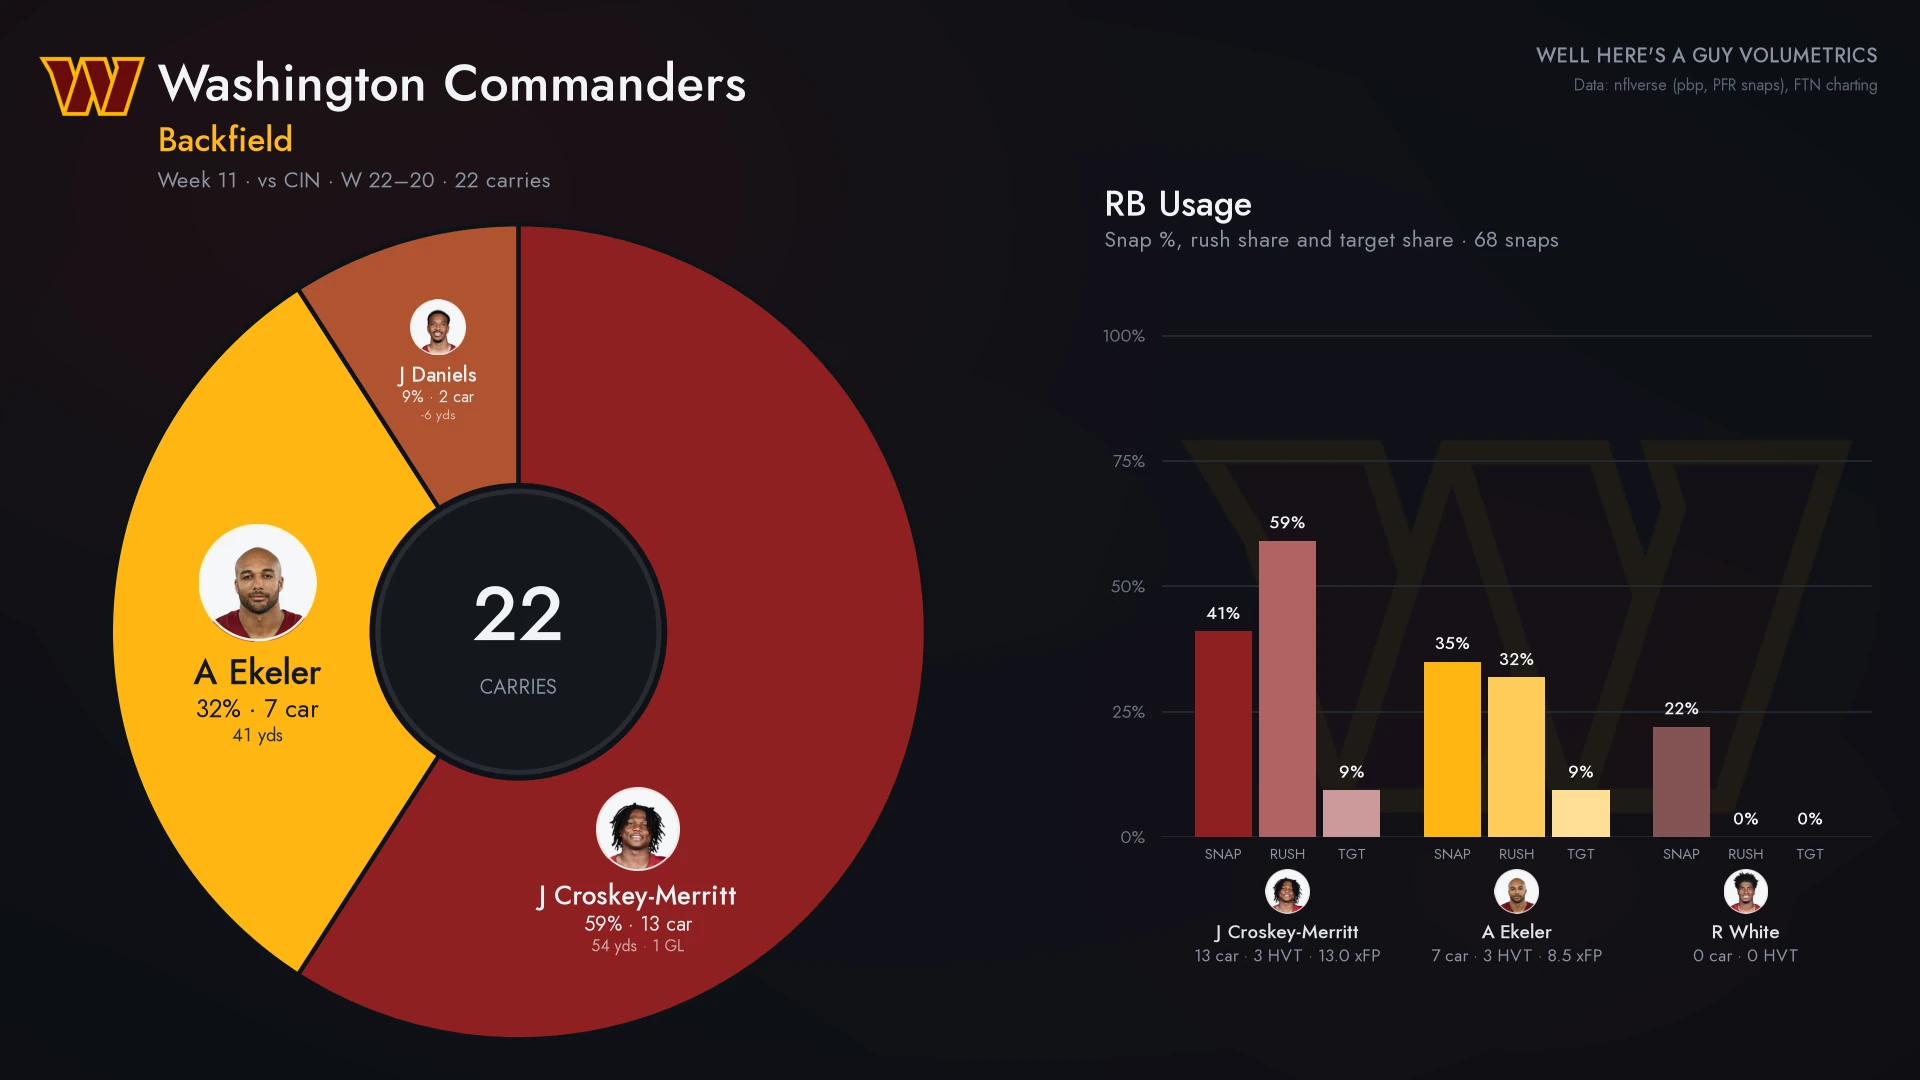 Washington Commanders
Backfield
Week 11 · vs CIN · W 22–20 · 22 carries
WELL HERE'S A GUY VOLUMETRICS
Data: nflverse (pbp, PFR snaps), FTN charting
J Daniels
9% · 2 car
-6 yds
A Ekeler
32% · 7 car
41 yds
22
CARRIES
J Croskey-Merritt
59% · 13 car
54 yds · 1 GL
RB Usage
Snap %, rush share and target share · 68 snaps
100%
75%
50%
25%
0%
41% 59% 9% 35% 32% 9% 22% 0% 0%
SNAP RUSH TGT SNAP RUSH TGT SNAP RUSH TGT
J Croskey-Merritt A Ekeler R White
13 car · 3 HVT · 13.0 xFP 7 car · 3 HVT · 8.5 xFP 0 car · 0 HVT